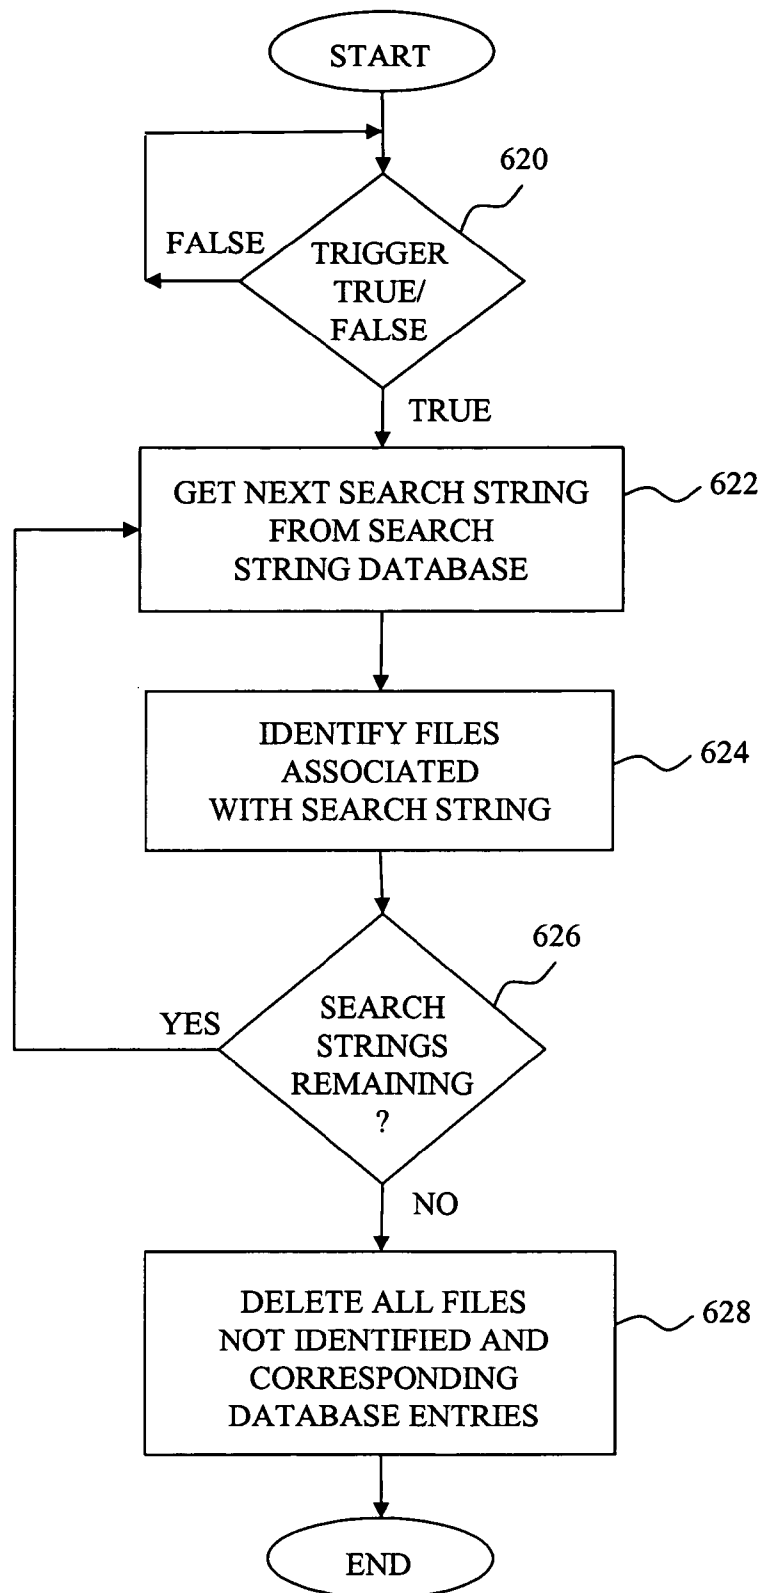 START
620
FALSE
TRIGGER
TRUE/
FALSE
TRUE
GET NEXT SEARCH STRING
FROM SEARCH
STRING DATABASE
622
IDENTIFY FILES
ASSOCIATED
WITH SEARCH STRING
624
626
YES
SEARCH
STRINGS
REMAINING
?
NO
DELETE ALL FILES
NOT IDENTIFIED AND
CORRESPONDING
DATABASE ENTRIES
628
END